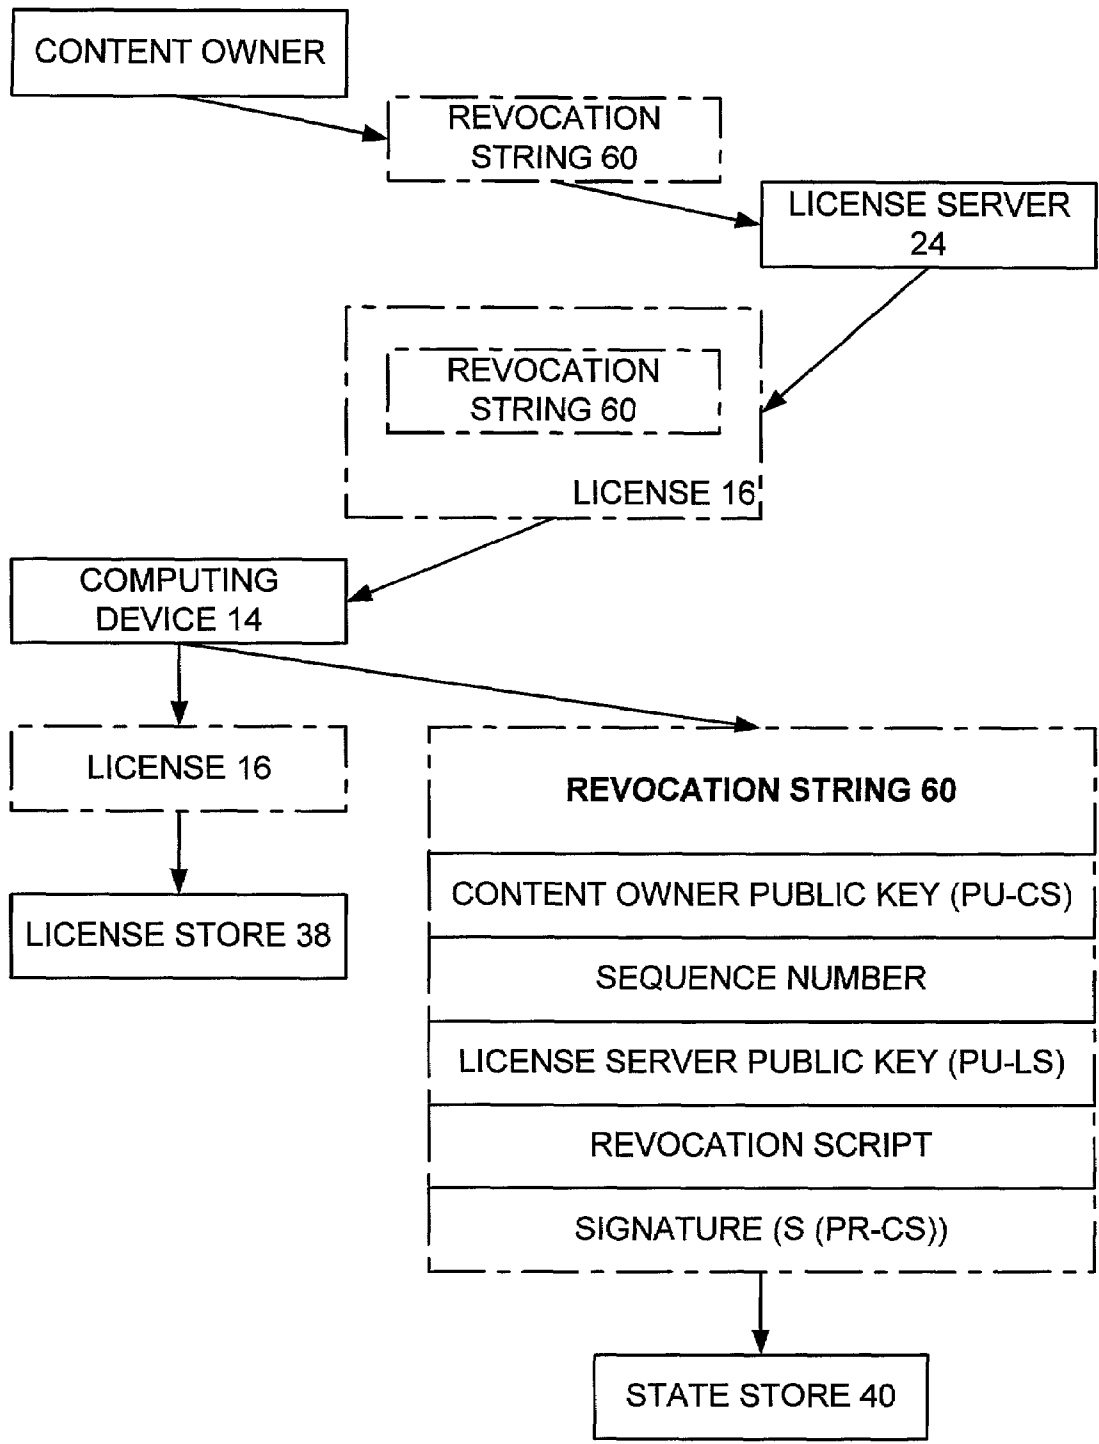 CONTENT OWNER
REVOCATION
STRING 60
LICENSE SERVER
24
REVOCATION
STRING 60
LICENSE 16
COMPUTING
DEVICE 14
LICENSE 16
LICENSE STORE 38
REVOCATION STRING 60
CONTENT OWNER PUBLIC KEY (PU-CS)
SEQUENCE NUMBER
LICENSE SERVER PUBLIC KEY (PU-LS)
REVOCATION SCRIPT
SIGNATURE (S (PR-CS))
STATE STORE 40